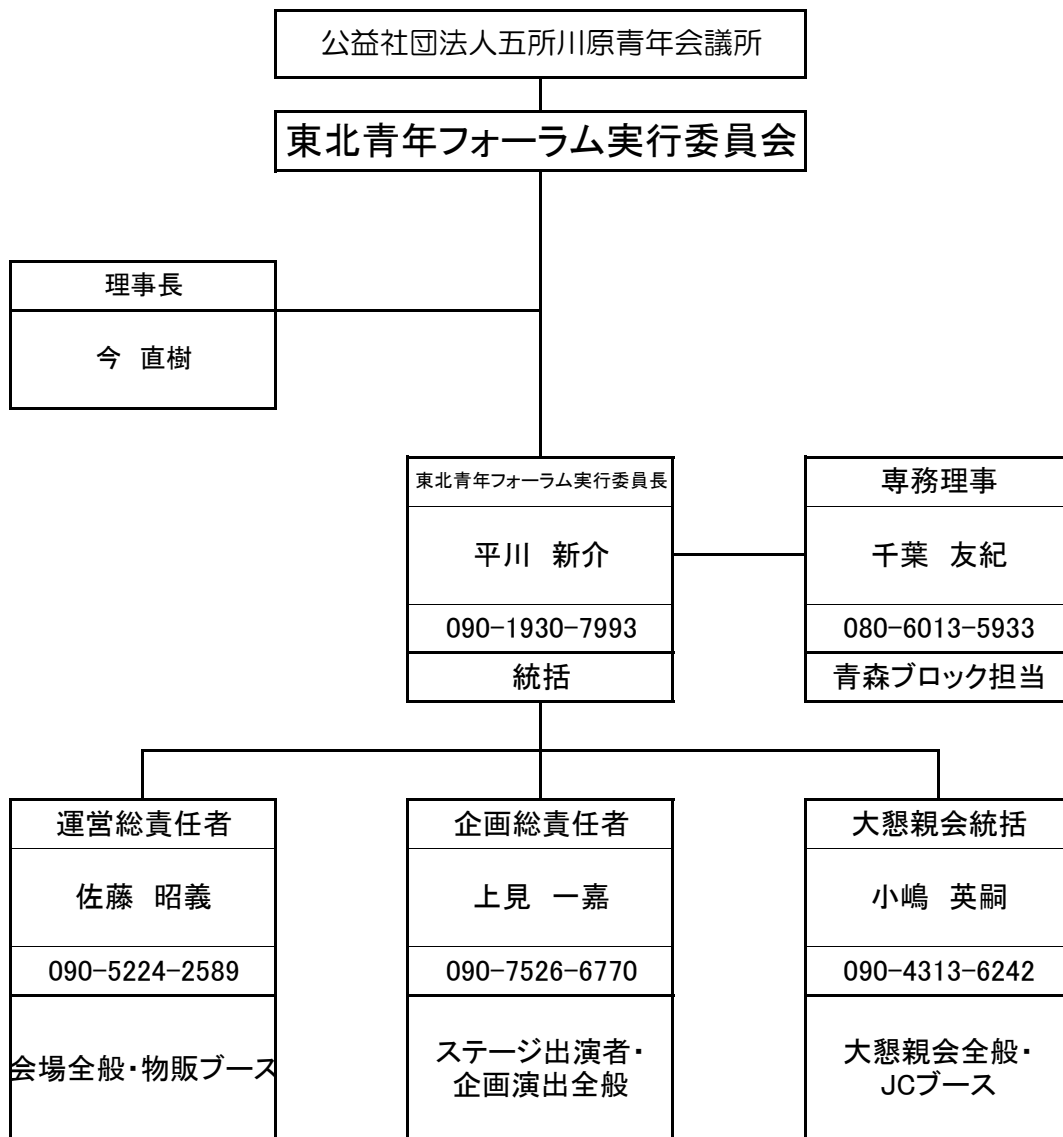 公益社団法人五所川原青年会議所
東北青年フォーラム実行委員会
理事長
今 直樹
東北青年フォーラム実行委員長
平川 新介
090-1930-7993
統括
専務理事
千葉 友紀
080-6013-5933
青森ブロック担当
運営総責任者
佐藤 昭義
090-5224-2589
会場全般・物販ブース
企画総責任者
上見 一嘉
090-7526-6770
ステージ出演者・
企画演出全般
大懇親会統括
小嶋 英嗣
090-4313-6242
大懇親会全般・
JCブース